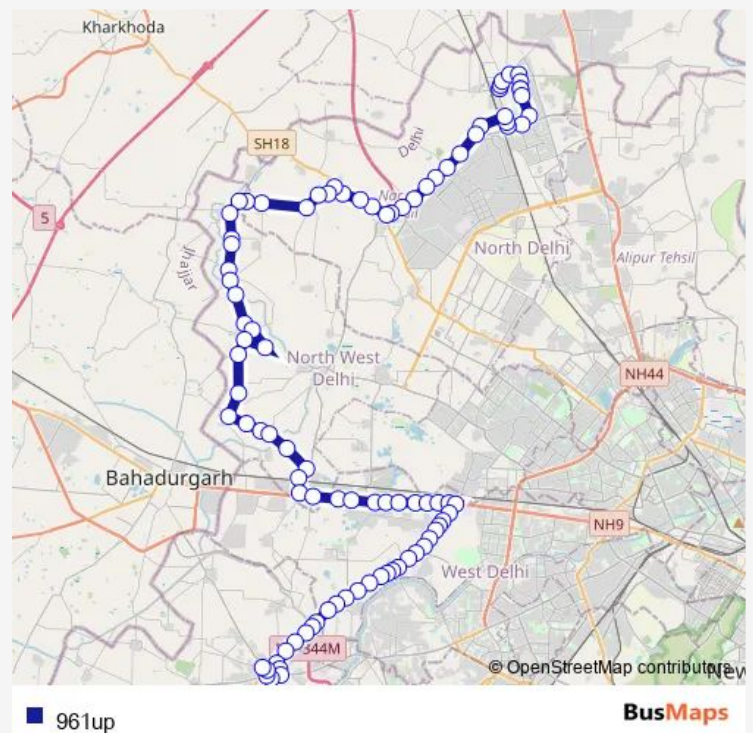 Kharkhoda
SH18
Delhi
5
Jhajjar
North Delhi
Alipur Tehsil
North West
Delhi
NH44
Bahadurgarh
NH9
West Delhi
344M
© OpenStreetMap contributors
New
961up
BusMaps